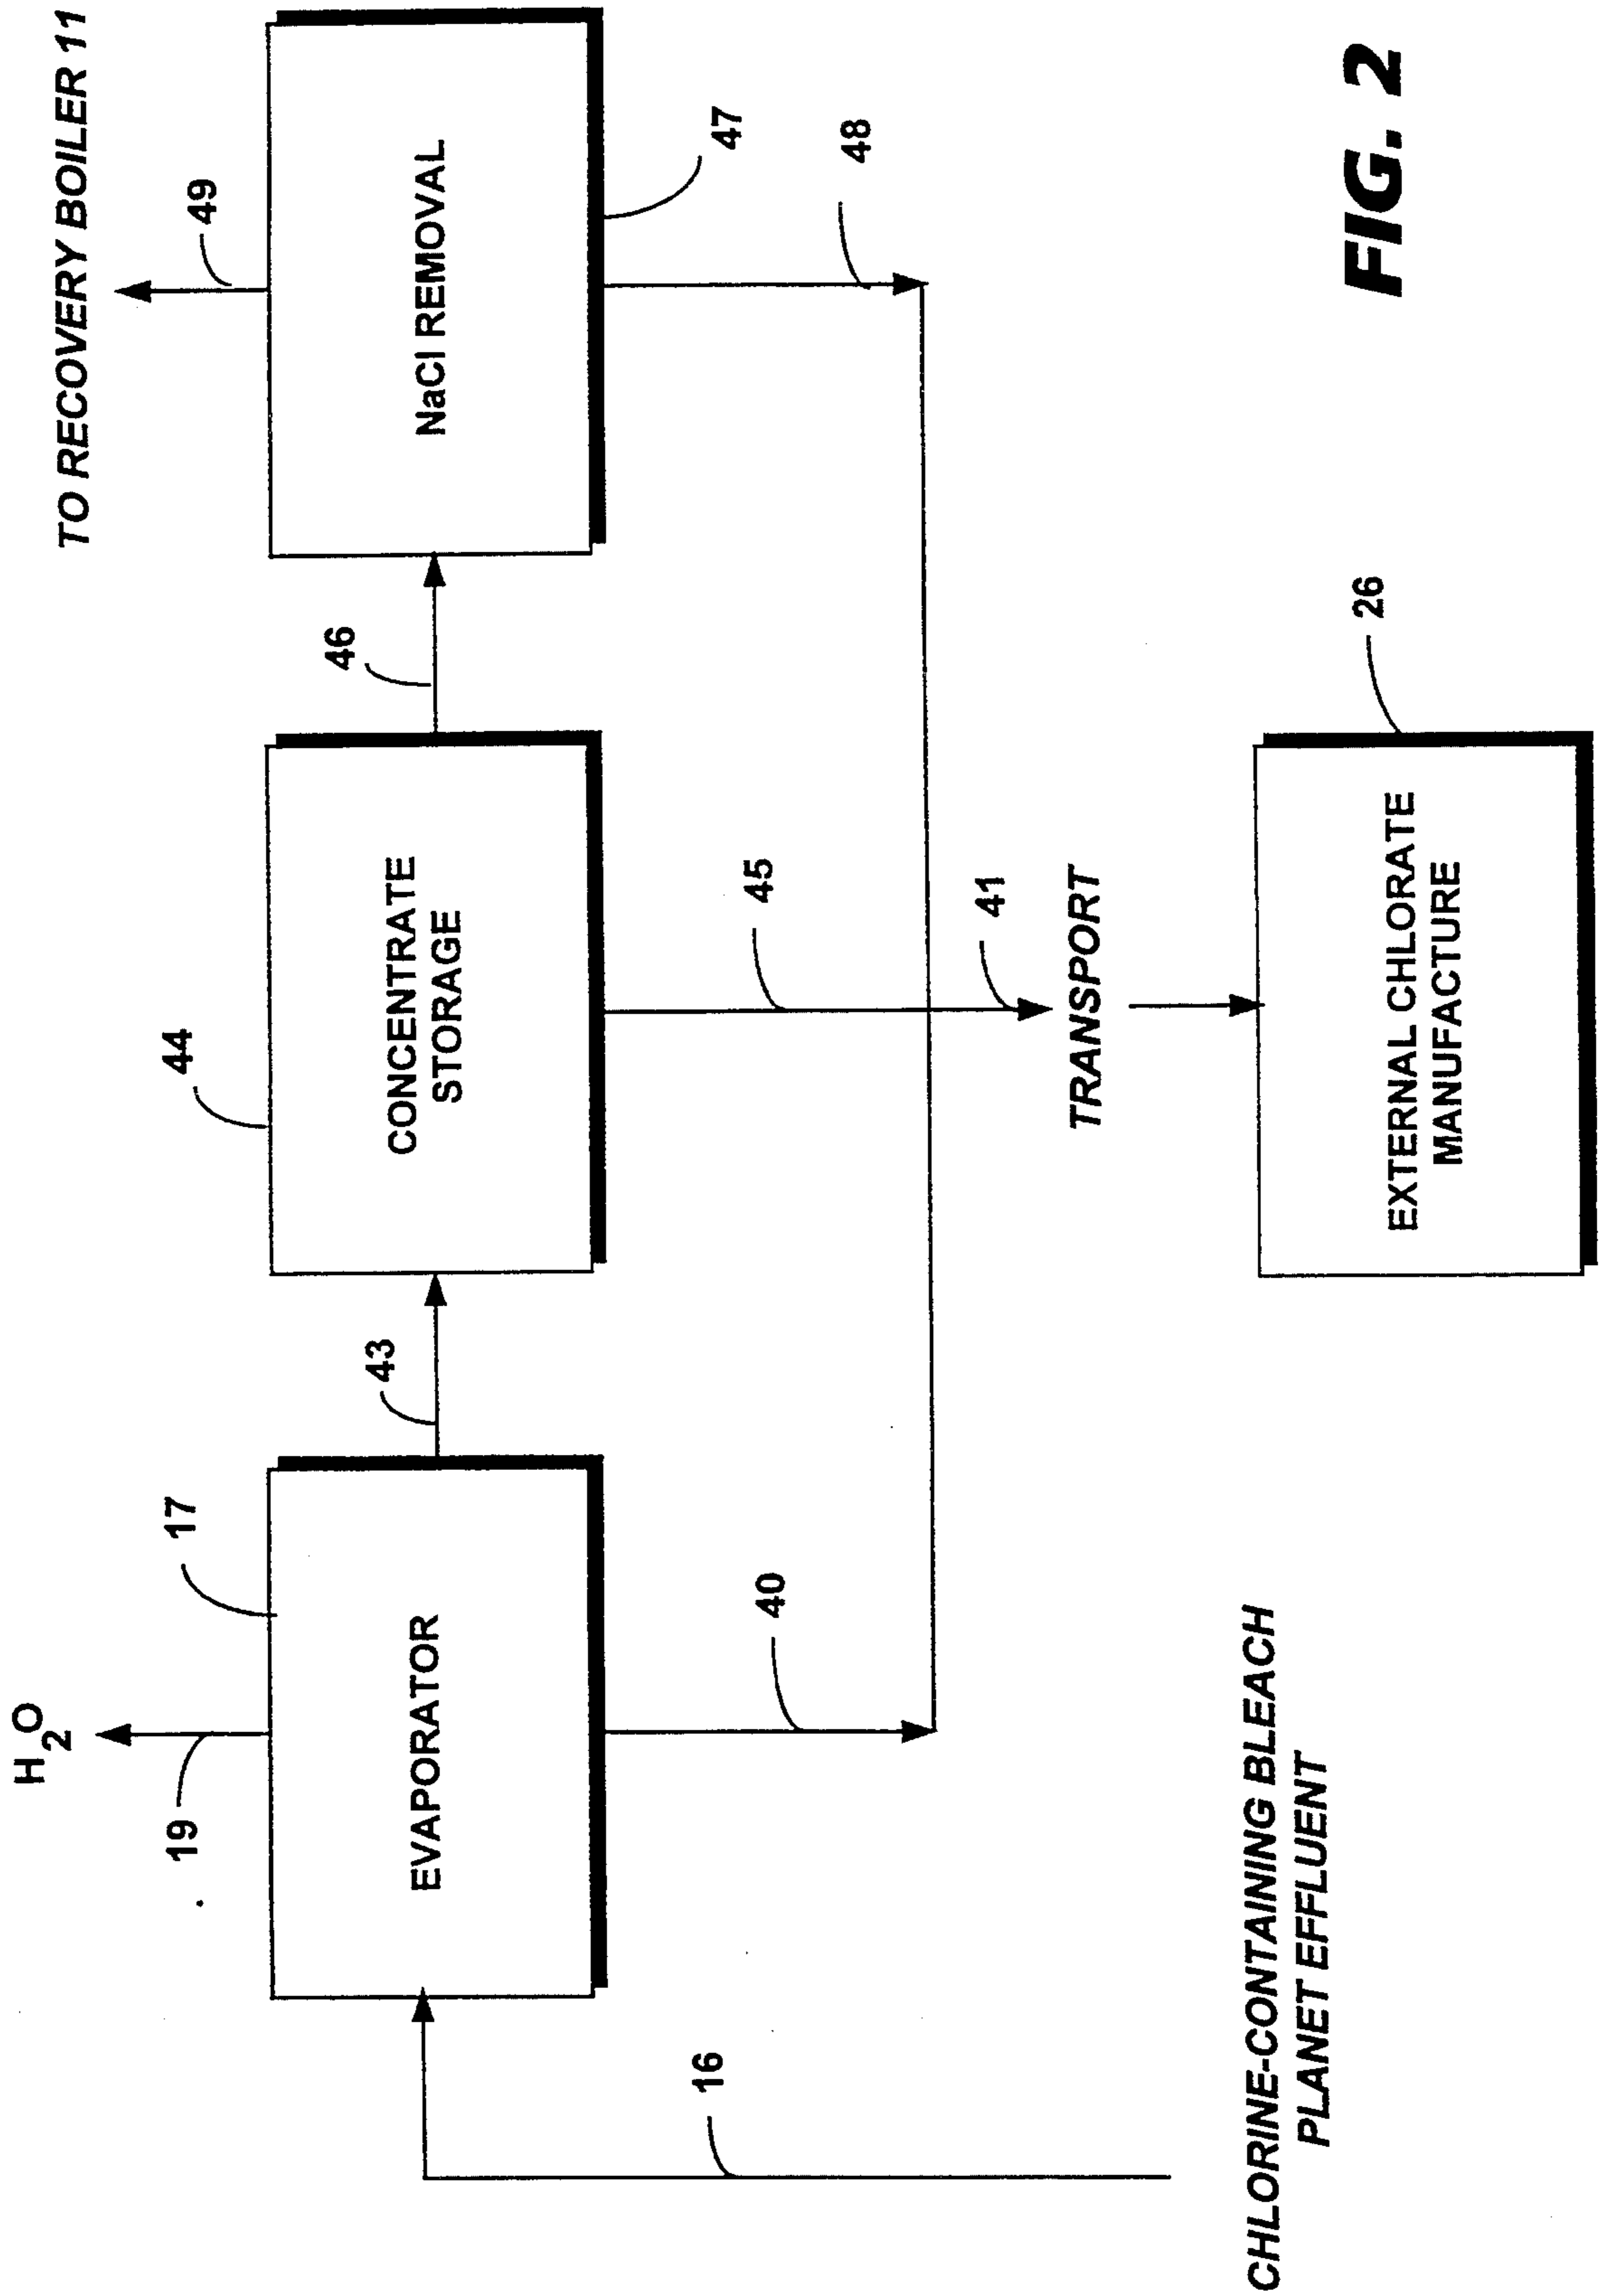 H2O
TO RECOVERY BOILER 11
19
17
44
49
43
46
EVAPORATOR
CONCENTRATE
STORAGE
NaCl REMOVAL
47
16
40
45
48
41
TRANSPORT
CHLORINE-CONTAINING BLEACH
PLANET EFFLUENT
EXTERNAL CHLORATE
MANUFACTURE
26
FIG. 2